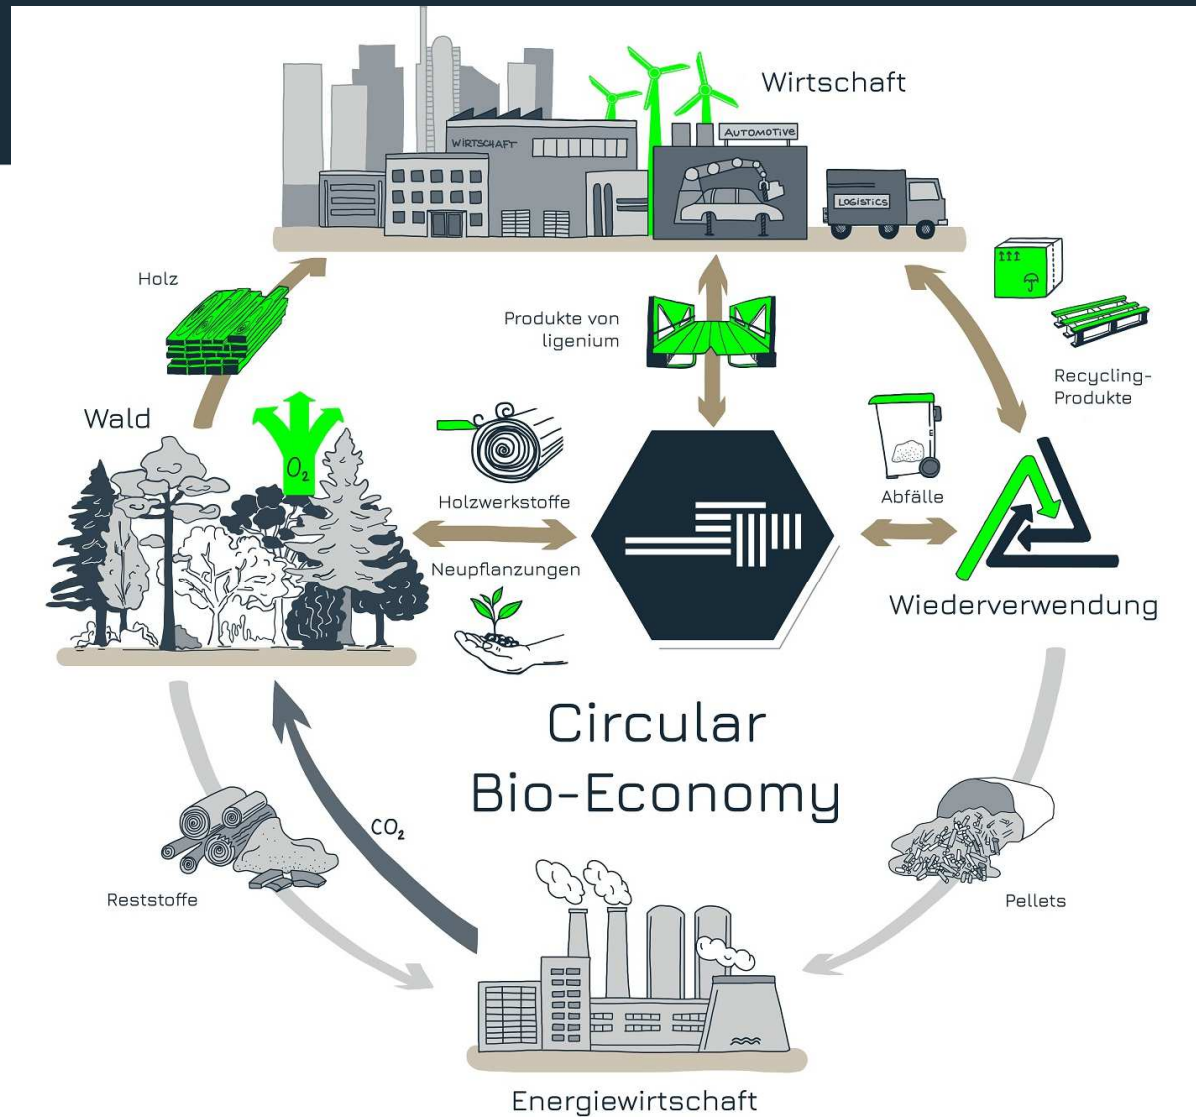 Wirtschaft
WIRTSCHAFT
AUTOMOTIVE
LOGISTICS
Holz
Produkte von
ligenium
Recycling-
Produkte
Wald
O₂
Holzwerkstoffe
Abfälle
Neupflanzungen
Wiederverwendung
Circular
Bio-Economy
CO₂
Reststoffe
Pellets
Energiewirtschaft